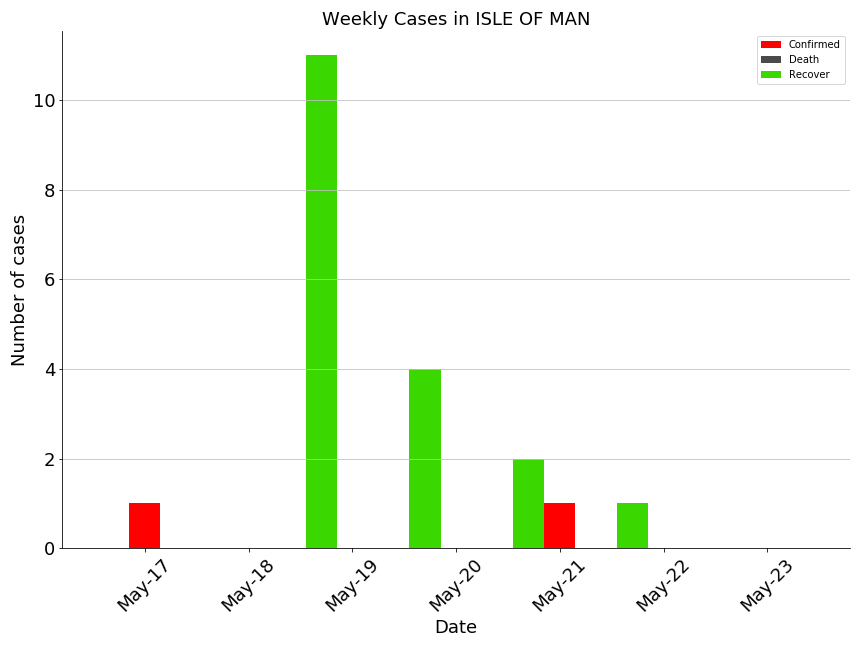 Weekly Cases in ISLE OF MAN
Confirmed
Death
Recover
Number of cases
10
8
6
4
2
0
May-17
May-18
May-19
May-20
May-21
May-22
May-23
Date